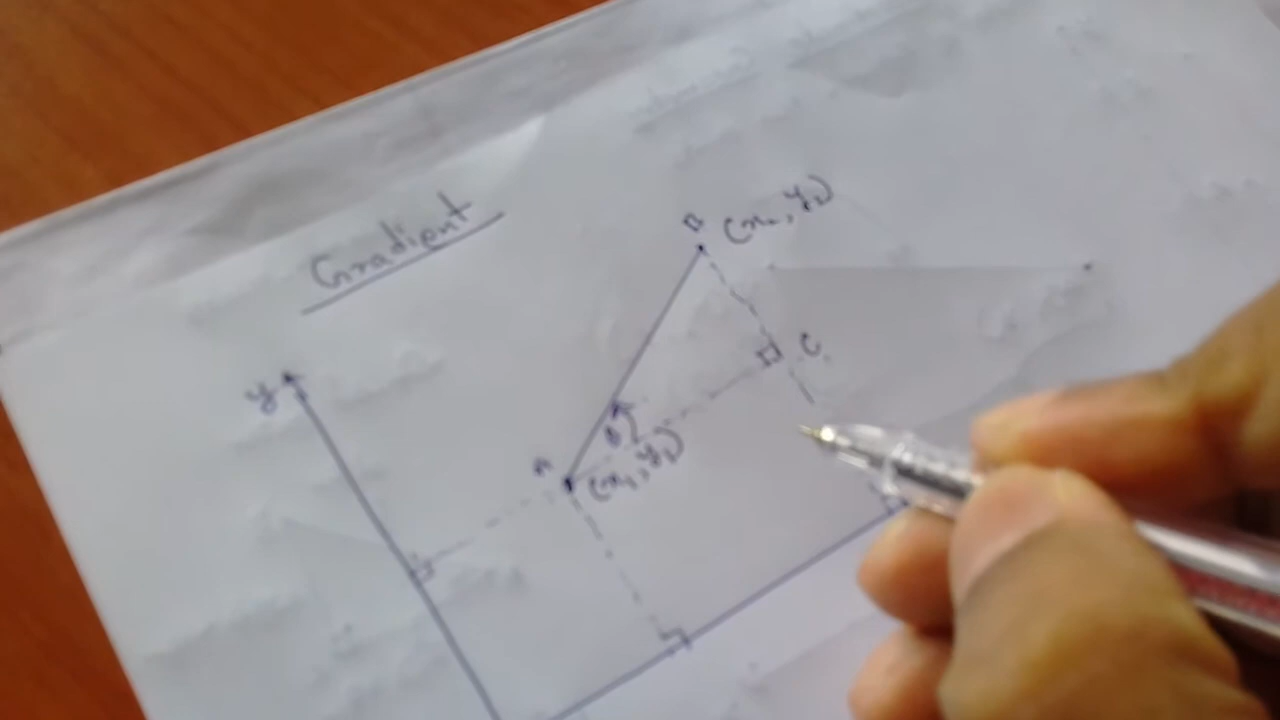 Gradient
B (x₂, y₂)
C
y
θ
A
(x₁, y₁)